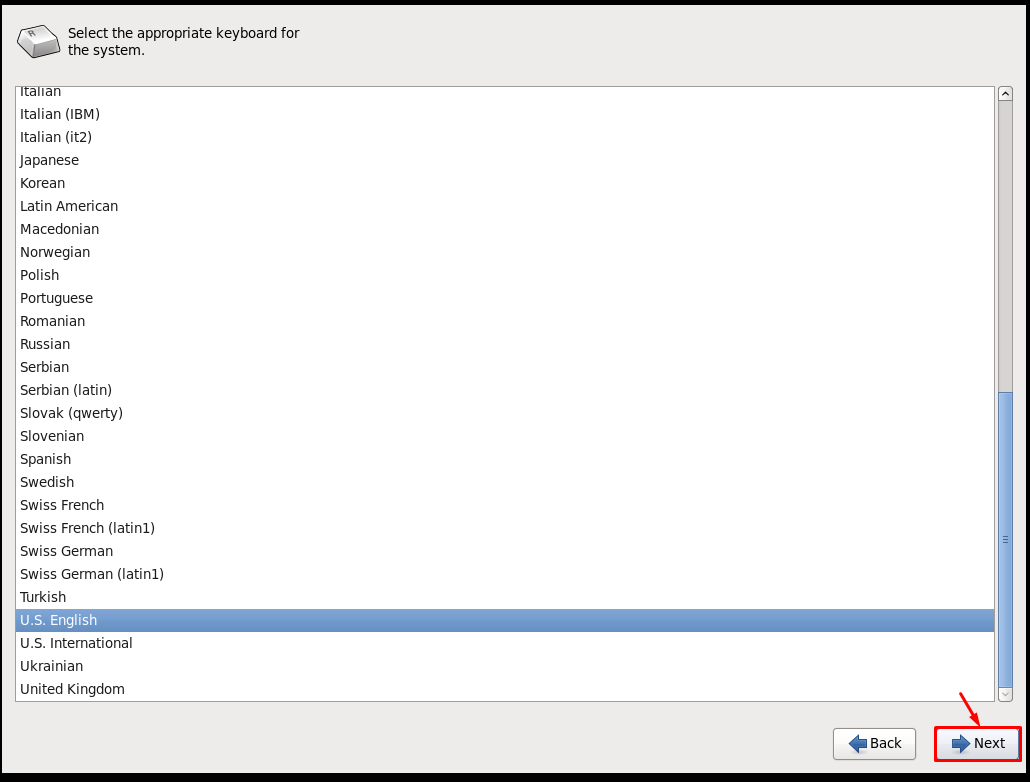 Select the appropriate keyboard for
the system.
Italian
Italian (IBM)
Italian (it2)
Japanese
Korean
Latin American
Macedonian
Norwegian
Polish
Portuguese
Romanian
Russian
Serbian
Serbian (latin)
Slovak (qwerty)
Slovenian
Spanish
Swedish
Swiss French
Swiss French (latin1)
Swiss German
Swiss German (latin1)
Turkish
U.S. English
U.S. International
Ukrainian
United Kingdom
Back
Next